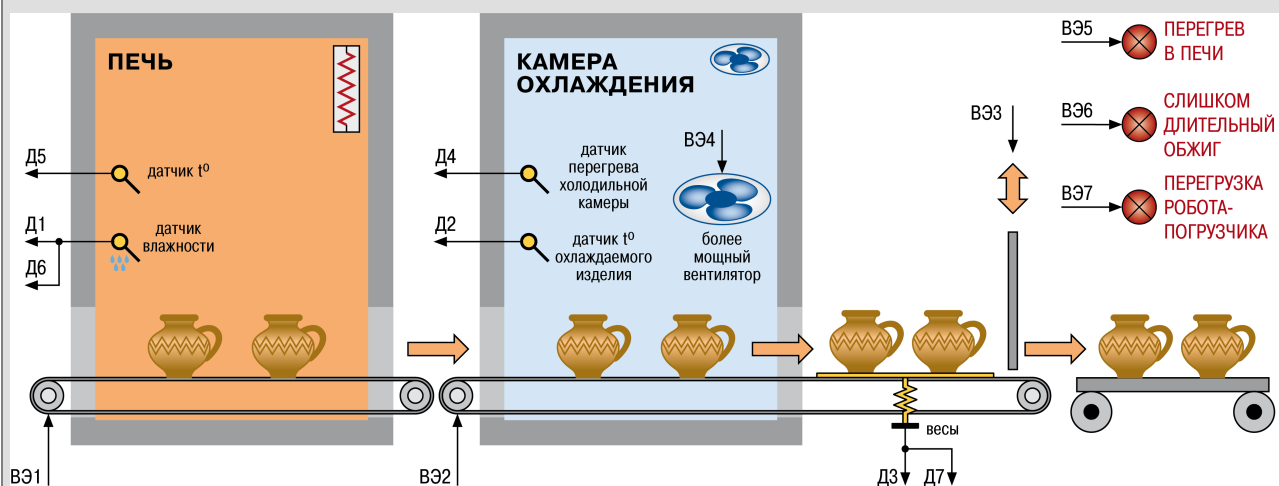 ПЕЧЬ
Д5
датчик tº
Д1
датчик
влажности
Д6
ВЭ1
КАМЕРА
ОХЛАЖДЕНИЯ
Д4
датчик
перегрева
холодильной
камеры
ВЭ4
Д2
датчик tº
охлаждаемого
изделия
более
мощный
вентилятор
ВЭ2
весы
Д3
Д7
ВЭ3
ВЭ5
ПЕРЕГРЕВ
В ПЕЧИ
ВЭ6
СЛИШКОМ
ДЛИТЕЛЬНЫЙ
ОБЖИГ
ВЭ7
ПЕРЕГРУЗКА
РОБОТА-
ПОГРУЗЧИКА